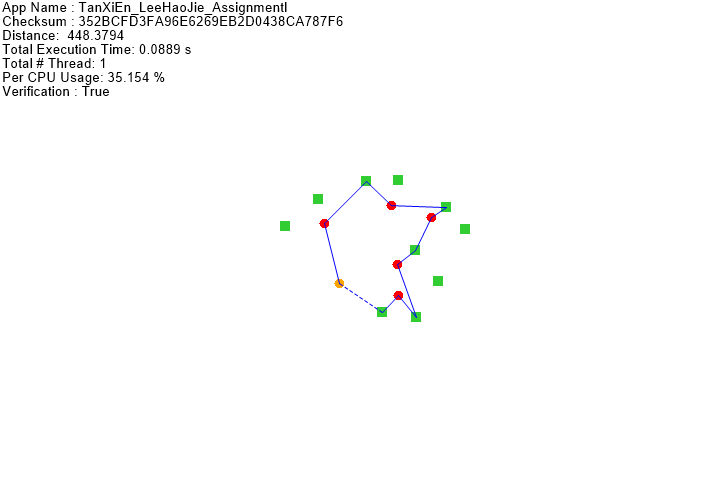 App Name : TanXiEn_LeeHaoJie_AssignmentI
Checksum : 352BCFD3FA96E6269EB2D0438CA787F6
Distance:  448.3794
Total Execution Time: 0.0889 s
Total # Thread: 1
Per CPU Usage: 35.154 %
Verification : True